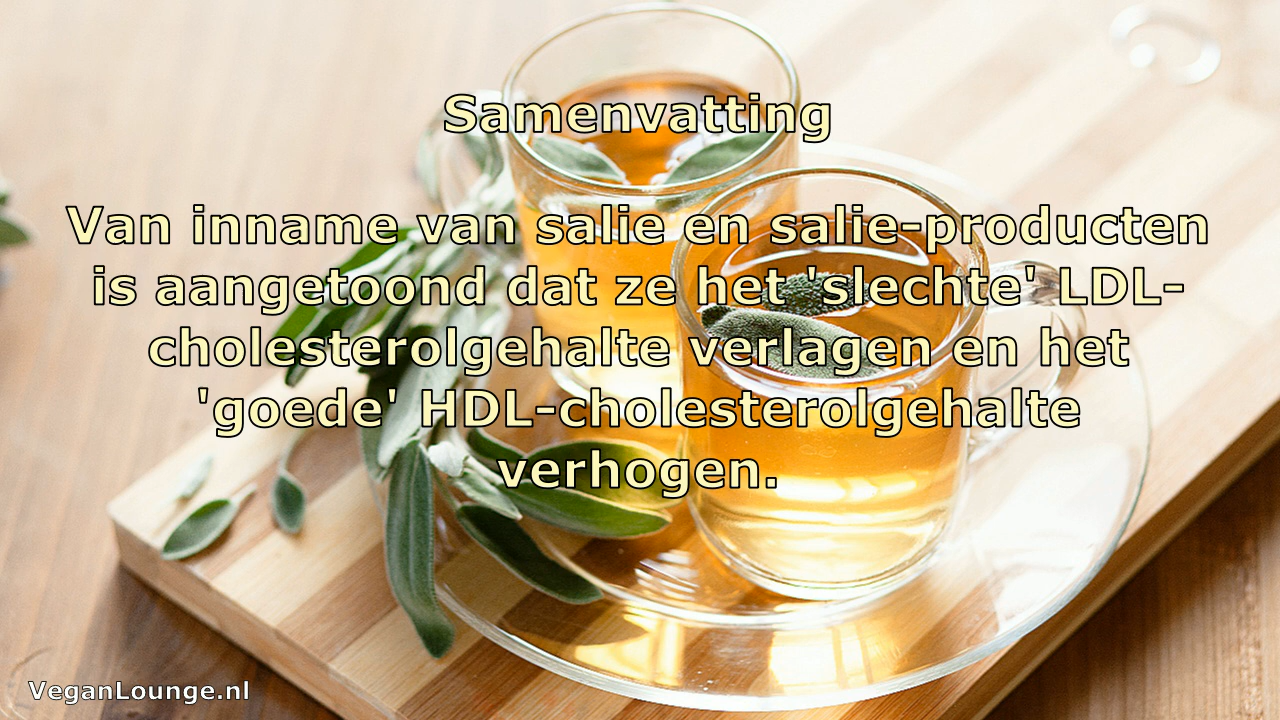 Samenvatting
Van inname van salie en salie-producten
is aangetoond dat ze het 'slechte' LDL-
cholesterolgehalte verlagen en het
'goede' HDL-cholesterolgehalte
verhogen.
VeganLounge.nl